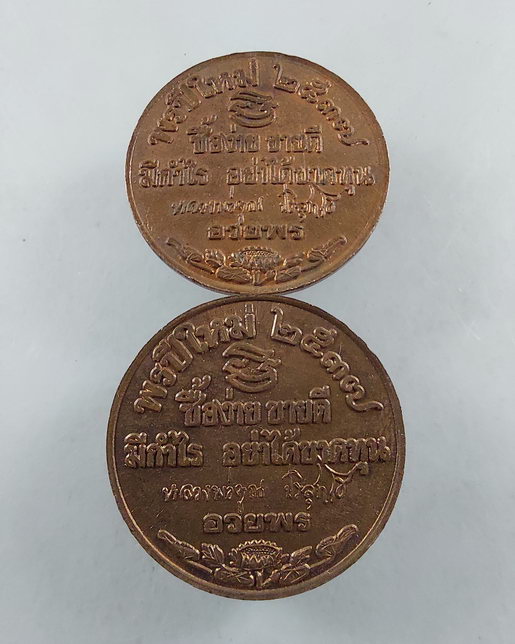 พรปีใหม่ ๒๕๓๗
ซื้อง่าย ขายดี
มีกำไร อย่าได้ขาดทุน
อวยพร
พรปีใหม่ ๒๕๓๗
ซื้อง่าย ขายดี
มีกำไร อย่าได้ขาดทุน
อวยพร